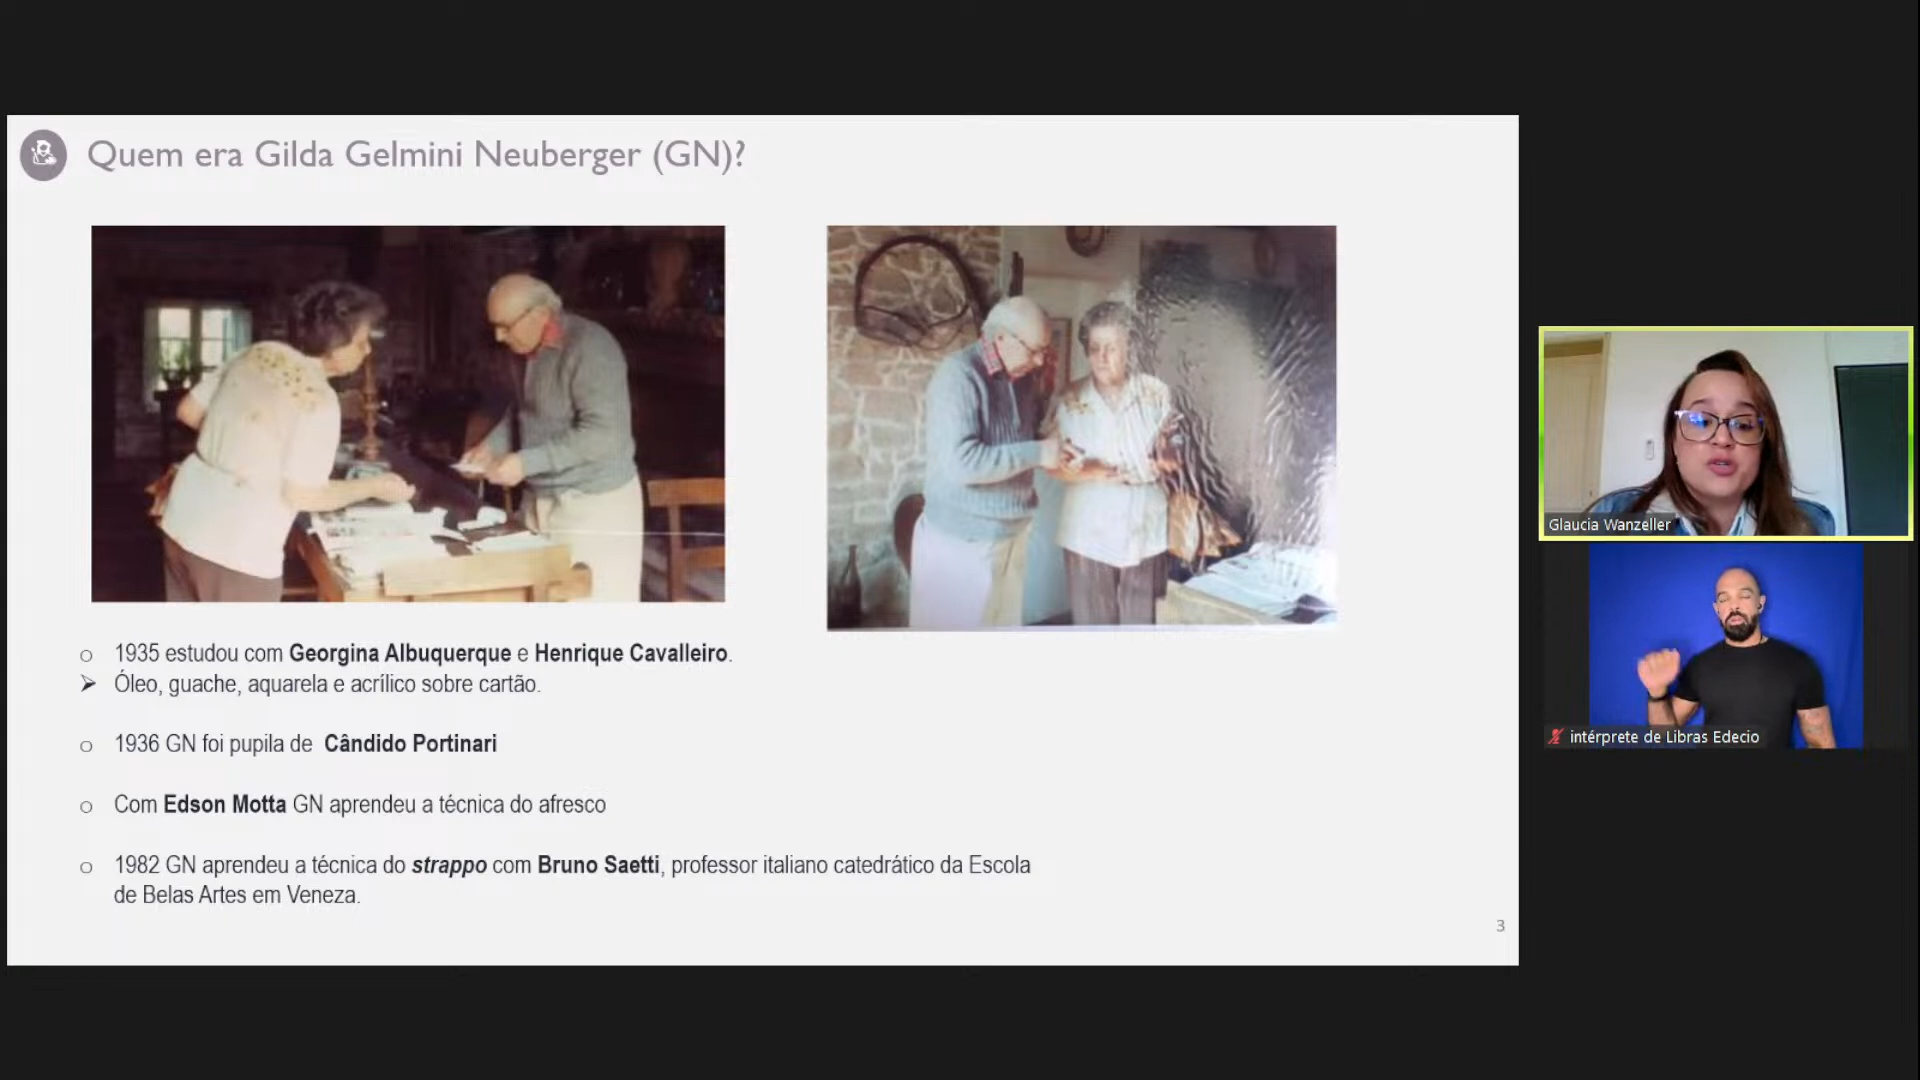 Quem era Gilda Gelmini Neuberger (GN)?
o 1935 estudou com Georgina Albuquerque e Henrique Cavalleiro.
➢ Óleo, guache, aquarela e acrílico sobre cartão.
o 1936 GN foi pupila de Cândido Portinari
o Com Edson Motta GN aprendeu a técnica do afresco
o 1982 GN aprendeu a técnica do strappo com Bruno Saetti, professor italiano catedrático da Escola
de Belas Artes em Veneza.
3
Glaucia Wanzeller
intérprete de Libras Edecio